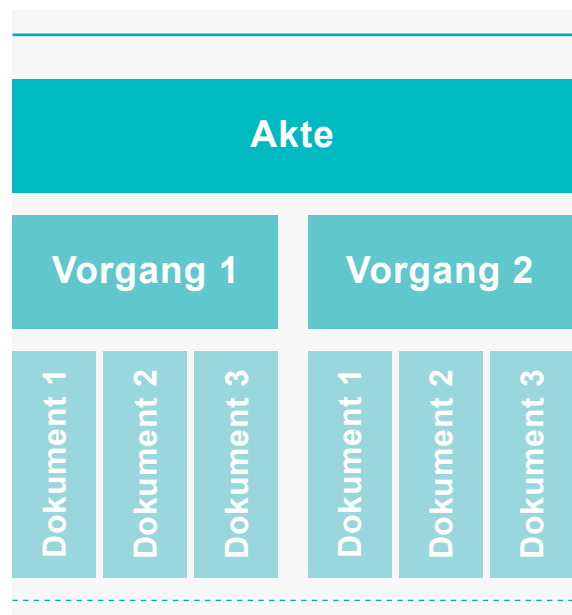 Akte
Vorgang 1
Vorgang 2
Dokument 1
Dokument 2
Dokument 3
Dokument 1
Dokument 2
Dokument 3